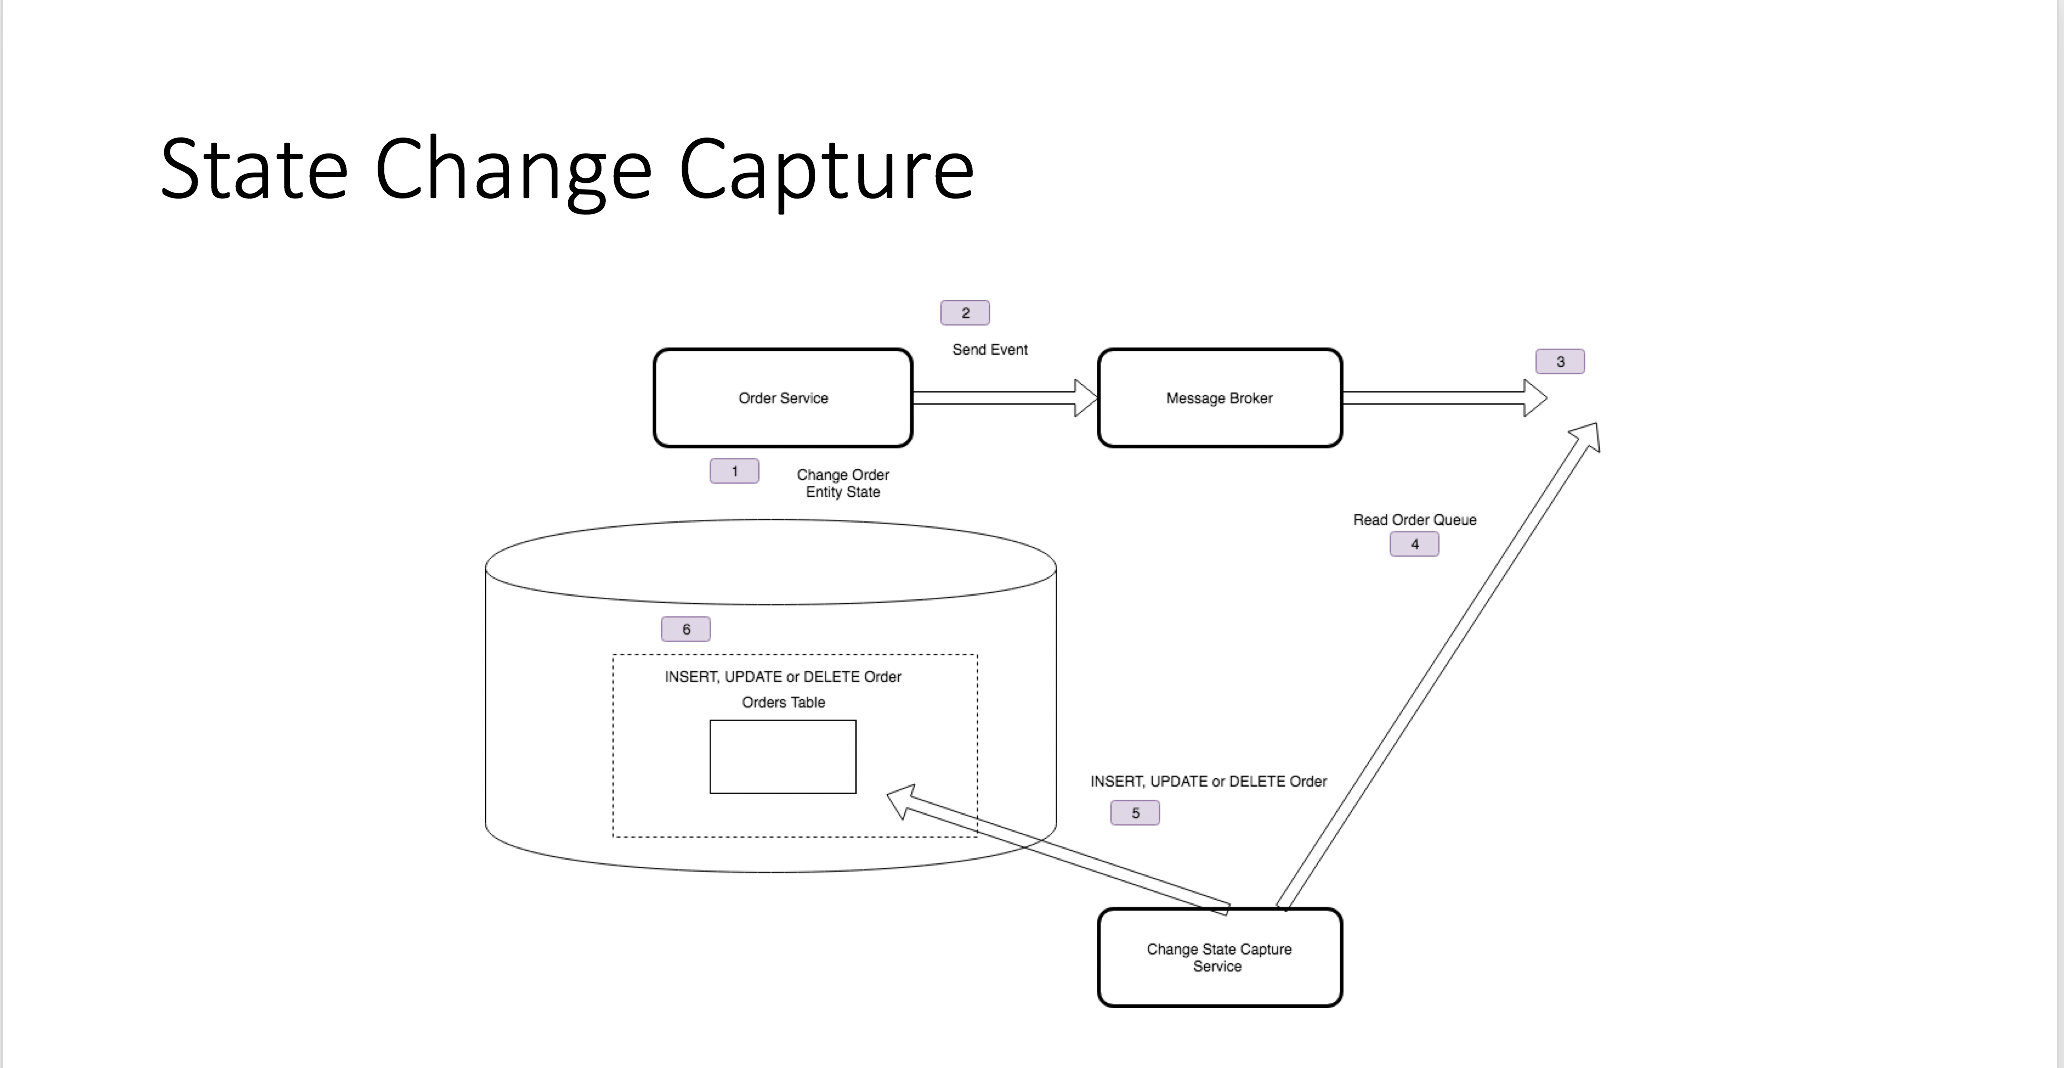 State Change Capture
2
Send Event
3
Order Service
Message Broker
1
Change Order
Entity State
Read Order Queue
4
6
INSERT, UPDATE or DELETE Order
Orders Table
INSERT, UPDATE or DELETE Order
5
Change State Capture
Service